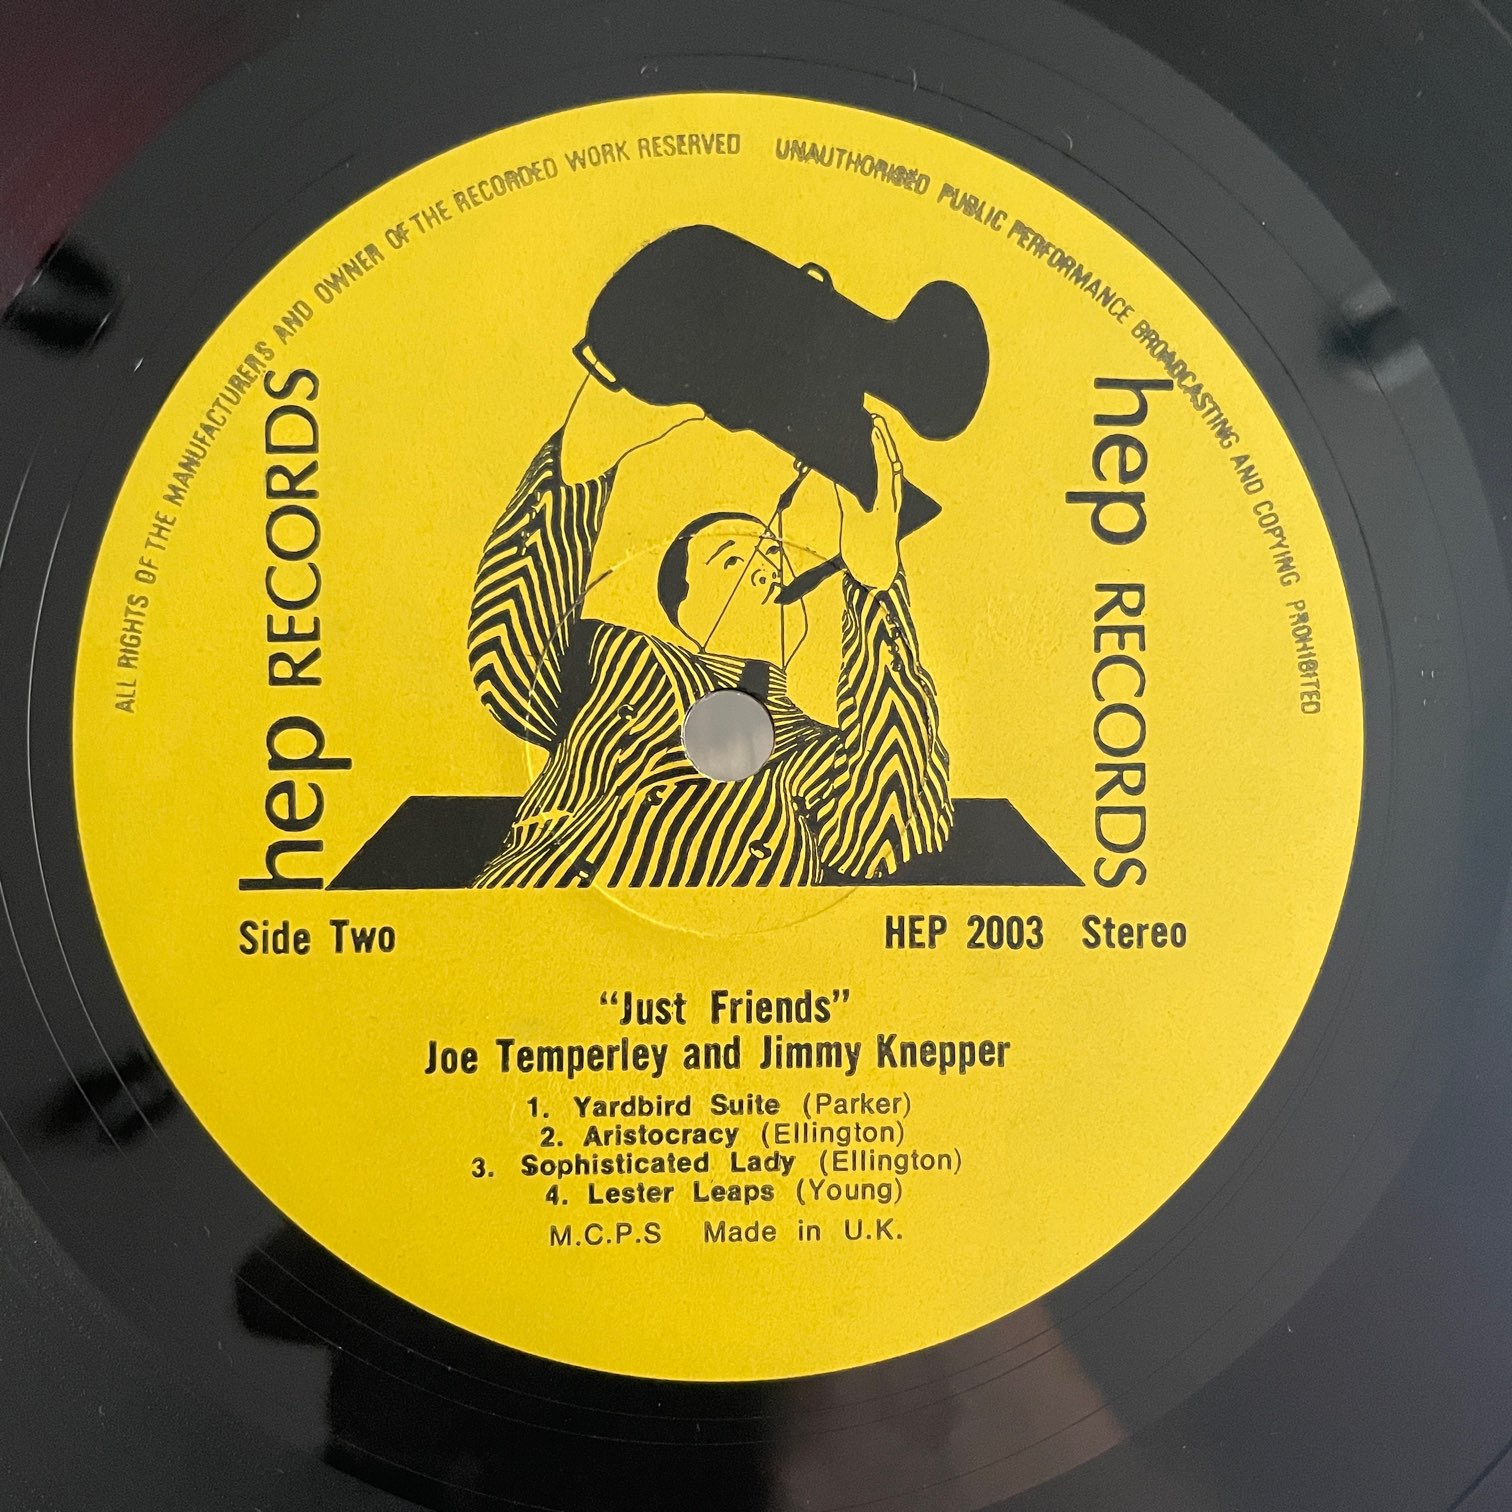 ALL RIGHTS OF THE MANUFACTURERS AND OWNER OF THE RECORDED WORK RESERVED UNAUTHORISED PUBLIC PERFORMANCE BROADCASTING AND COPYING PROHIBITED
hep RECORDS
hep RECORDS
Side Two
HEP 2003 Stereo
“Just Friends”
Joe Temperley and Jimmy Knepper
1. Yardbird Suite (Parker)
2. Aristocracy (Ellington)
3. Sophisticated Lady (Ellington)
4. Lester Leaps (Young)
M.C.P.S Made in U.K.